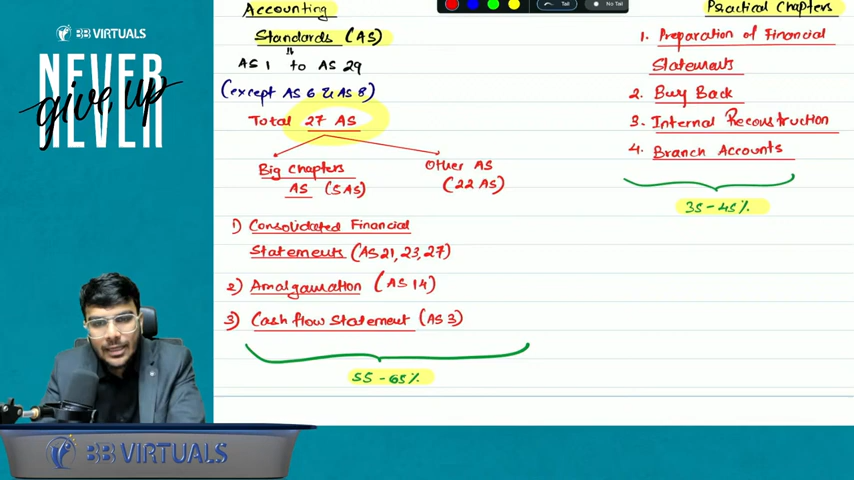 BB VIRTUALS
NEVER
give up
NEVER
Accounting
Standards (AS)
AS 1 to AS 29
(except AS 6 & AS 8)
Total 27 AS
Big Chapters
AS (5 AS)
Other AS
(22 AS)
1) Consolidated Financial
Statements (AS 21, 23, 27)
2) Amalgamation (AS 14)
3) Cash flow Statement (AS 3)
55-65%
Tail
No Tail
Practical Chapters
1. Preparation of Financial
Statements
2. Buy Back
3. Internal Reconstruction
4. Branch Accounts
35-45%
BB VIRTUALS